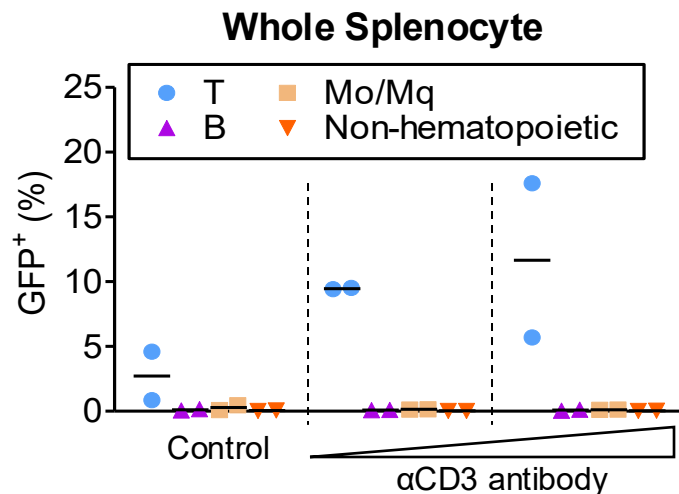 Whole Splenocyte
T
Mo/Mq
B
Non-hematopoietic
GFP+ (%)
25
20
15
10
5
0
Control
αCD3 antibody